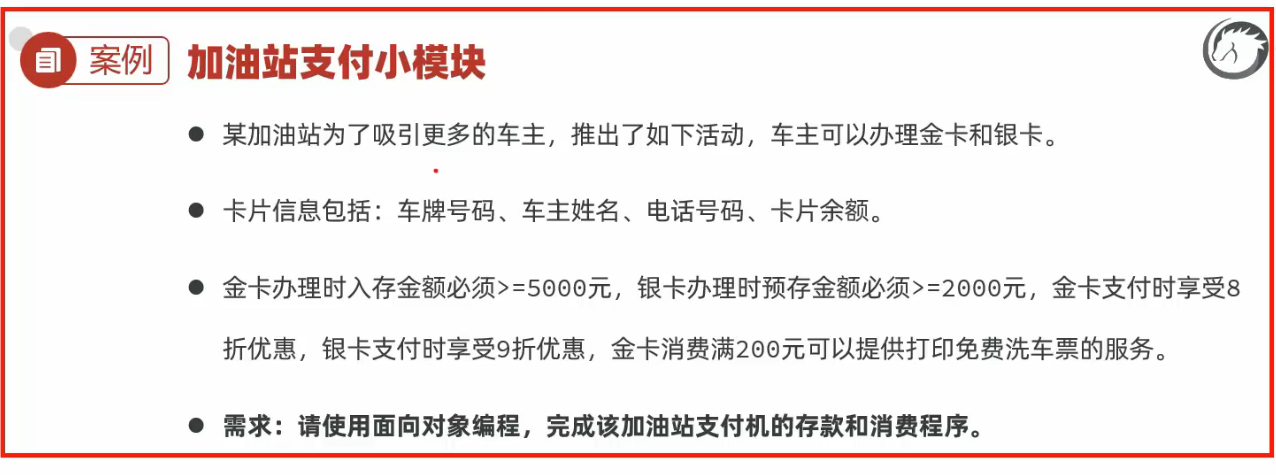 案例 加油站支付小模块
● 某加油站为了吸引更多的车主，推出了如下活动，车主可以办理金卡和银卡。
● 卡片信息包括：车牌号码、车主姓名、电话号码、卡片余额。
● 金卡办理时入存金额必须>=5000元，银卡办理时预存金额必须>=2000元，金卡支付时享受8
折优惠，银卡支付时享受9折优惠，金卡消费满200元可以提供打印免费洗车票的服务。
● 需求：请使用面向对象编程，完成该加油站支付机的存款和消费程序。